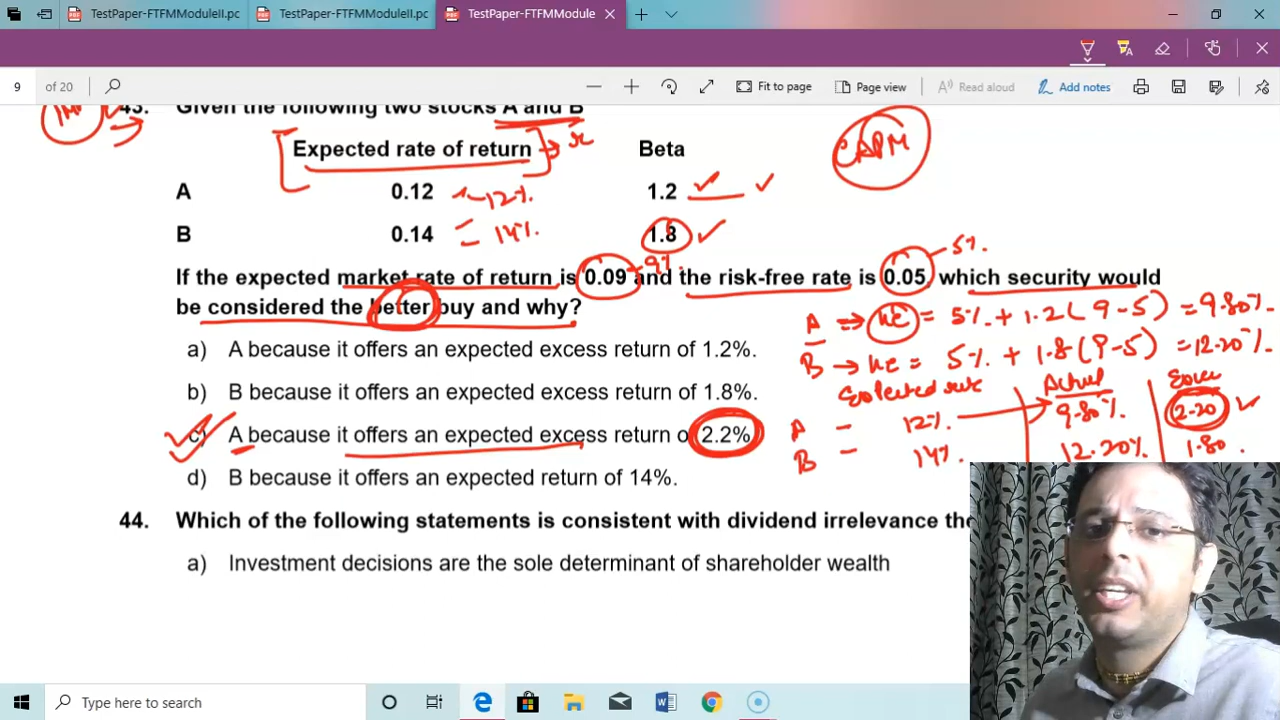 TestPaper-FTFMModuleII.pc
TestPaper-FTFMModuleII.pc
TestPaper-FTFMModule
9 of 20
Fit to page
Page view
Read aloud
Add notes
43. Given the following two stocks A and B
Expected rate of return Beta
CAPM
A 0.12 12% 1.2
B 0.14 14% 1.8
9% 5%
If the expected market rate of return is 0.09 and the risk-free rate is 0.05, which security would
be considered the better buy and why?
A ke = 5% + 1.2 (9-5) = 9.80%
B ke = 5% + 1.8 (9-5) = 12.20%
a) A because it offers an expected excess return of 1.2%.
b) B because it offers an expected excess return of 1.8%.
c) A because it offers an expected excess return o 2.2%
d) B because it offers an expected return of 14%.
Expected rate Actual
A - 12% 9.80% 2.20
B - 14% 12.20% 1.80
44. Which of the following statements is consistent with dividend irrelevance the
a) Investment decisions are the sole determinant of shareholder wealth
Type here to search